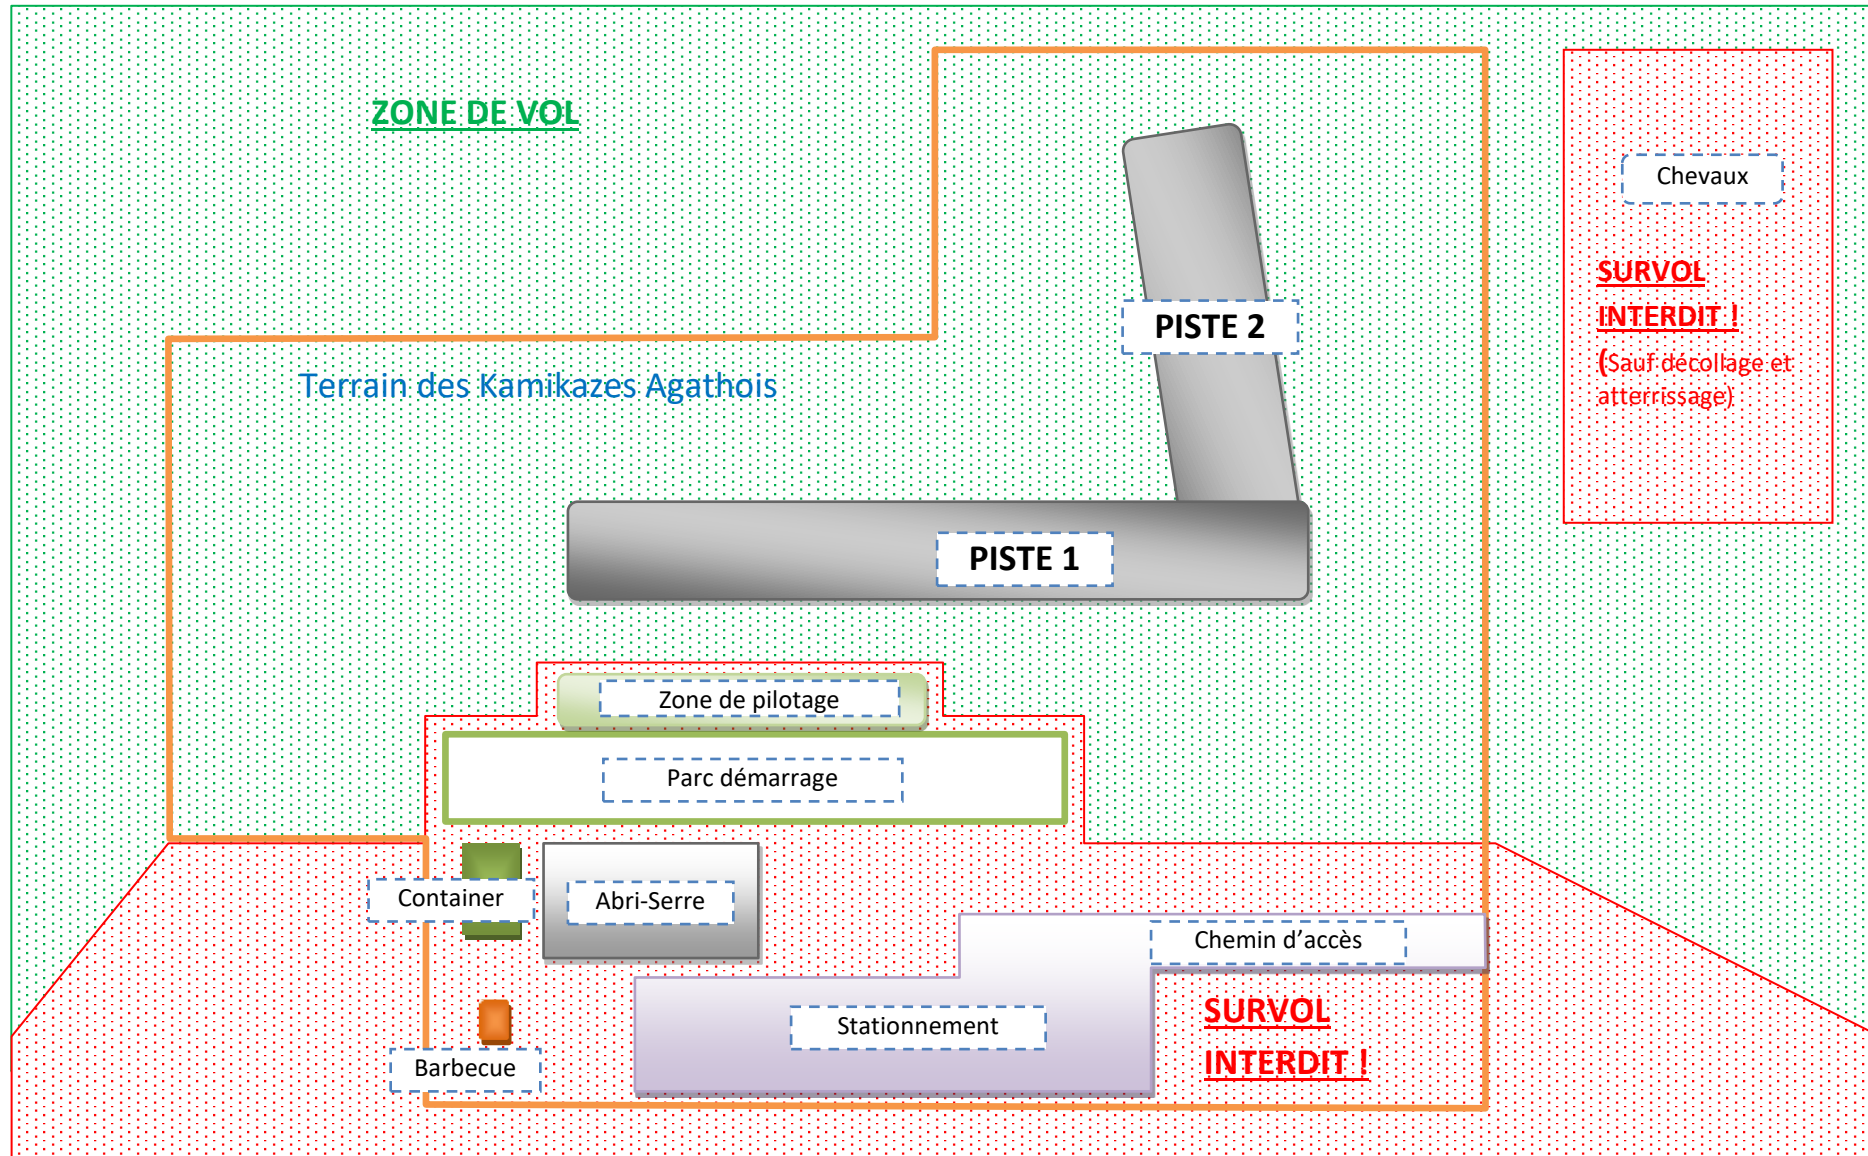 ZONE DE VOL
Chevaux
SURVOL
INTERDIT !
(Sauf décollage et
atterrissage)
PISTE 2
Terrain des Kamikazes Agathois
PISTE 1
Zone de pilotage
Parc démarrage
Container
Abri-Serre
Chemin d’accès
Stationnement
SURVOL
INTERDIT !
Barbecue